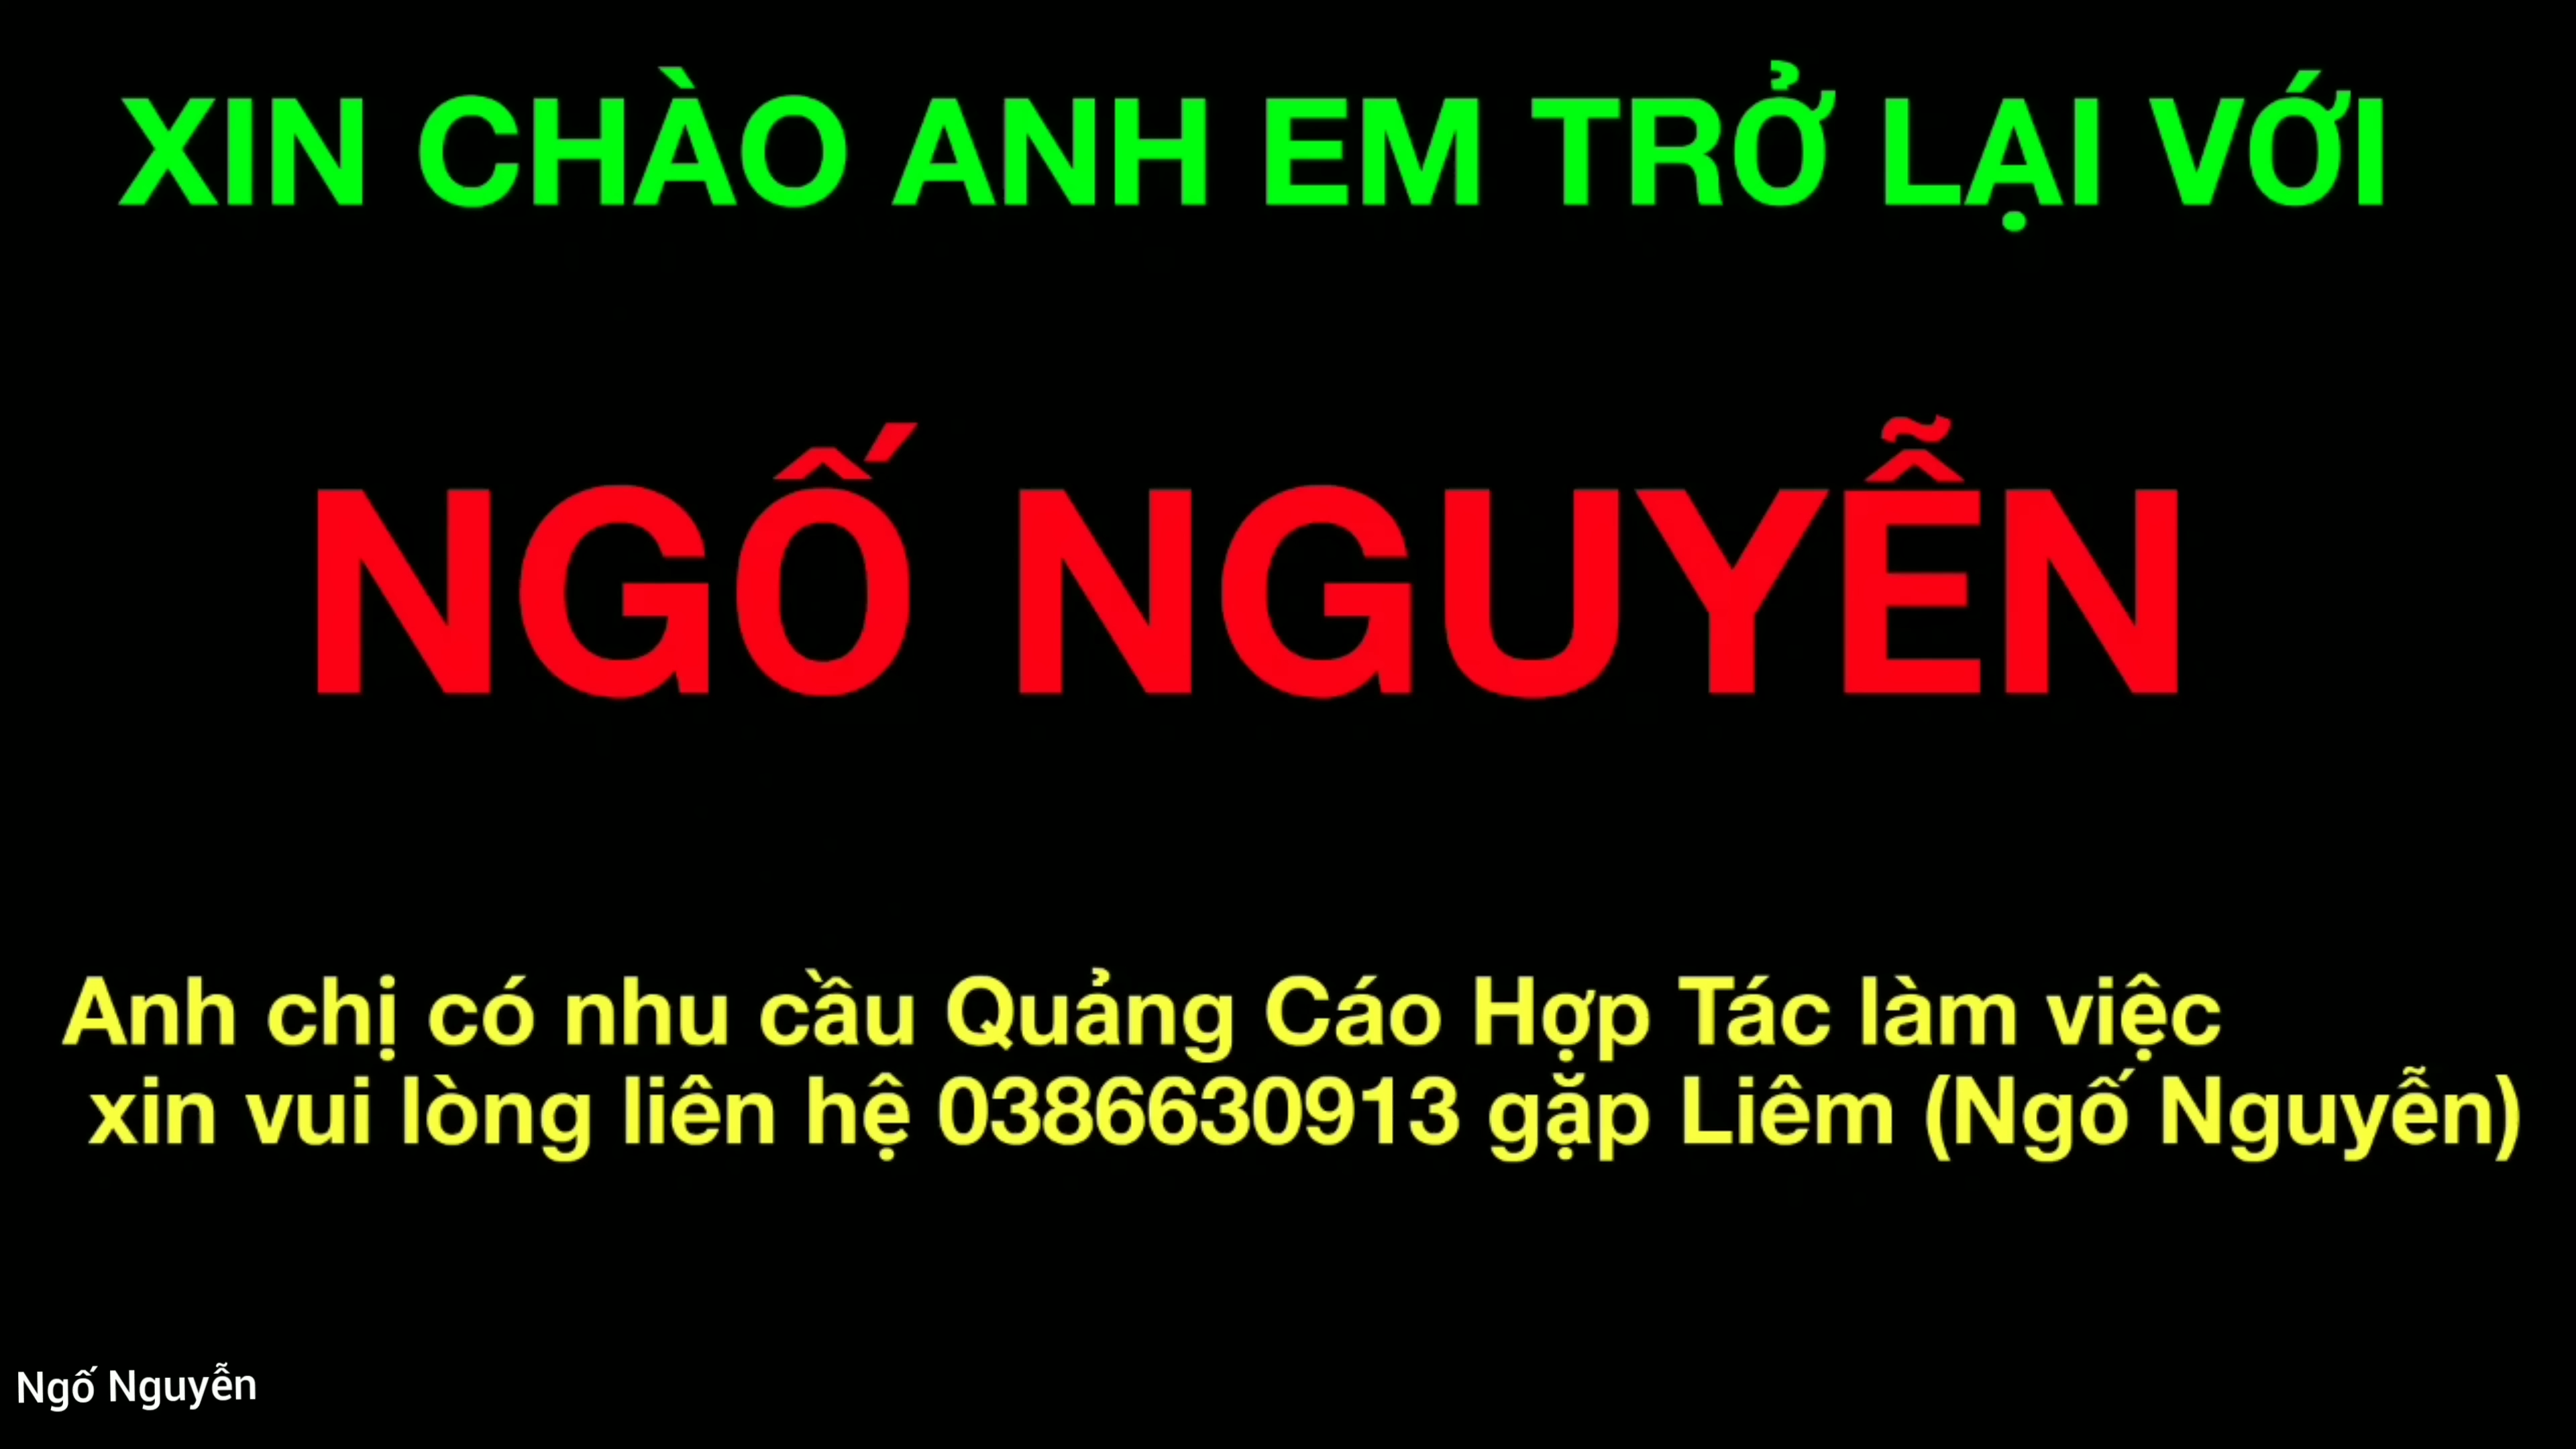 XIN CHÀO ANH EM TRỞ LẠI VỚI
NGỐ NGUYỄN
Anh chị có nhu cầu Quảng Cáo Hợp Tác làm việc
xin vui lòng liên hệ 0386630913 gặp Liêm (Ngố Nguyễn)
Ngố Nguyễn